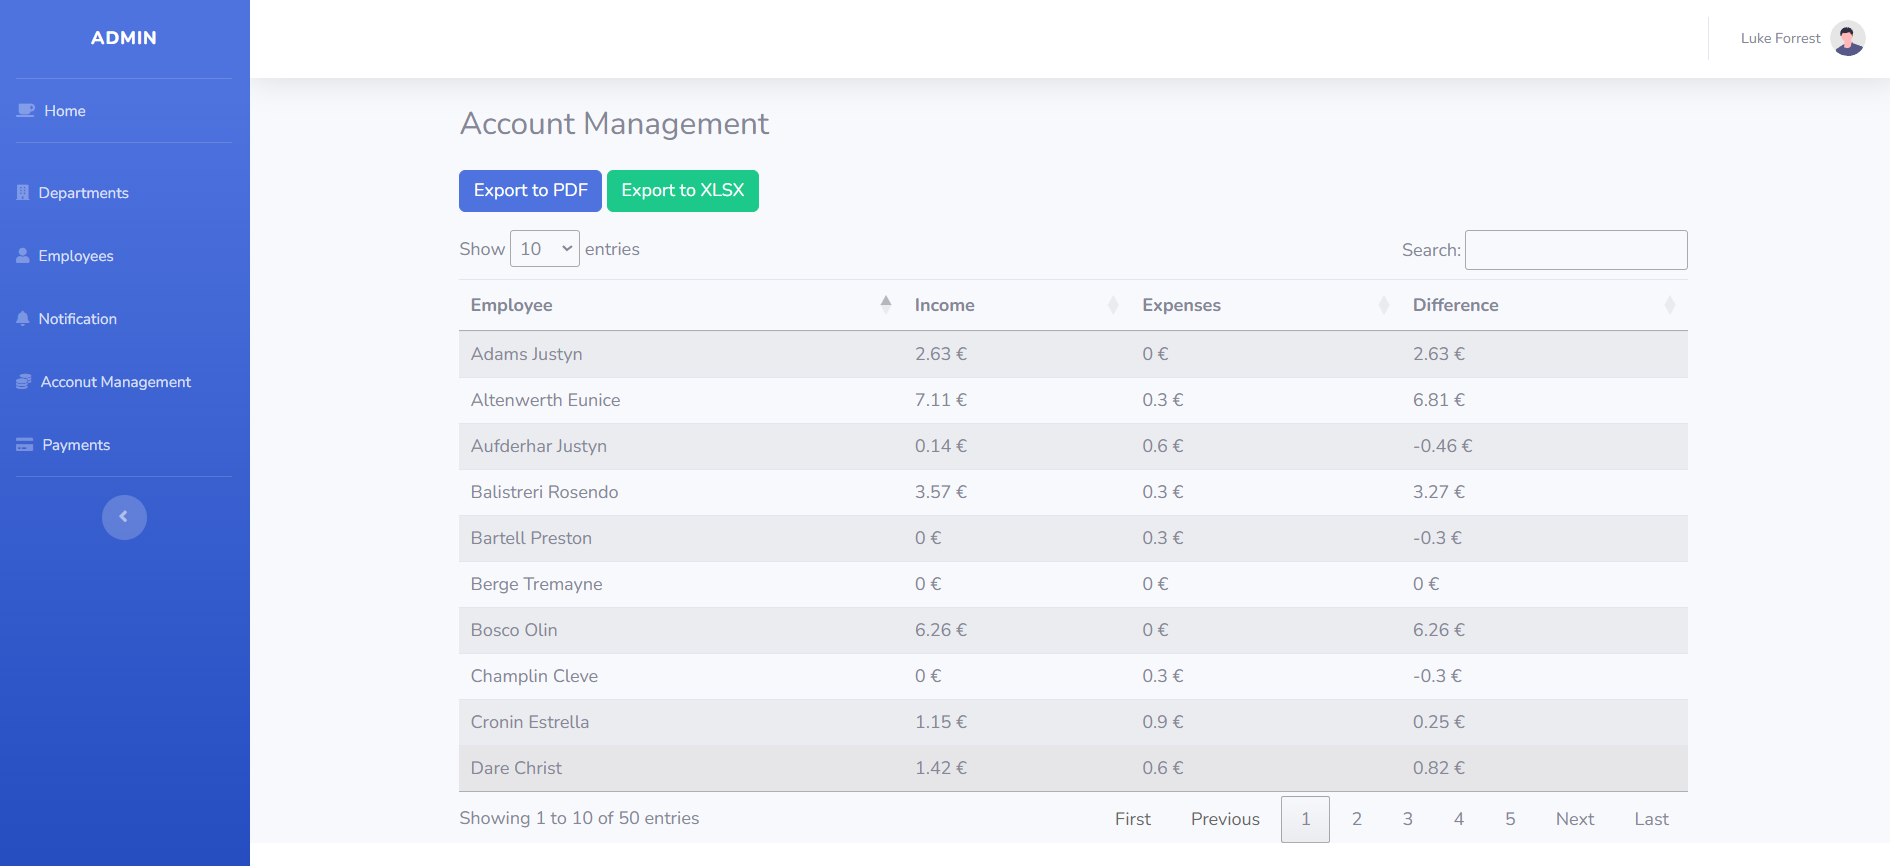 ADMIN
Luke Forrest
Home
Departments
Employees
Notification
Acconut Management
Payments
Account Management
Export to PDF Export to XLSX
Show 10 entries Search:
Employee Income Expenses Difference
Adams Justyn 2.63 € 0 € 2.63 €
Altenwerth Eunice 7.11 € 0.3 € 6.81 €
Aufderhar Justyn 0.14 € 0.6 € -0.46 €
Balistreri Rosendo 3.57 € 0.3 € 3.27 €
Bartell Preston 0 € 0.3 € -0.3 €
Berge Tremayne 0 € 0 € 0 €
Bosco Olin 6.26 € 0 € 6.26 €
Champlin Cleve 0 € 0.3 € -0.3 €
Cronin Estrella 1.15 € 0.9 € 0.25 €
Dare Christ 1.42 € 0.6 € 0.82 €
Showing 1 to 10 of 50 entries First Previous 1 2 3 4 5 Next Last